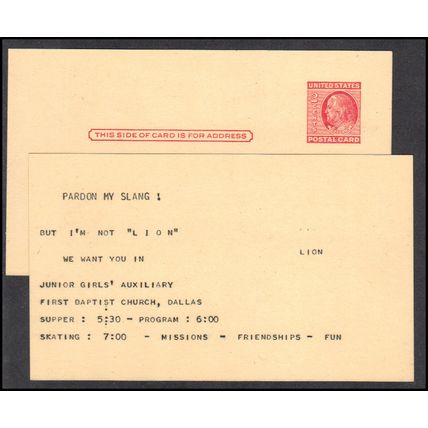 UNITED STATES
POSTAL CARD
THIS SIDE OF CARD IS FOR ADDRESS
PARDON MY SLANG !
BUT I'M NOT "L I O N"
LION
WE WANT YOU IN
JUNIOR GIRLS' AUXILIARY
FIRST BAPTIST CHURCH, DALLAS
SUPPER : 5:30 - PROGRAM : 6:00
SKATING : 7:00 - MISSIONS - FRIENDSHIPS - FUN